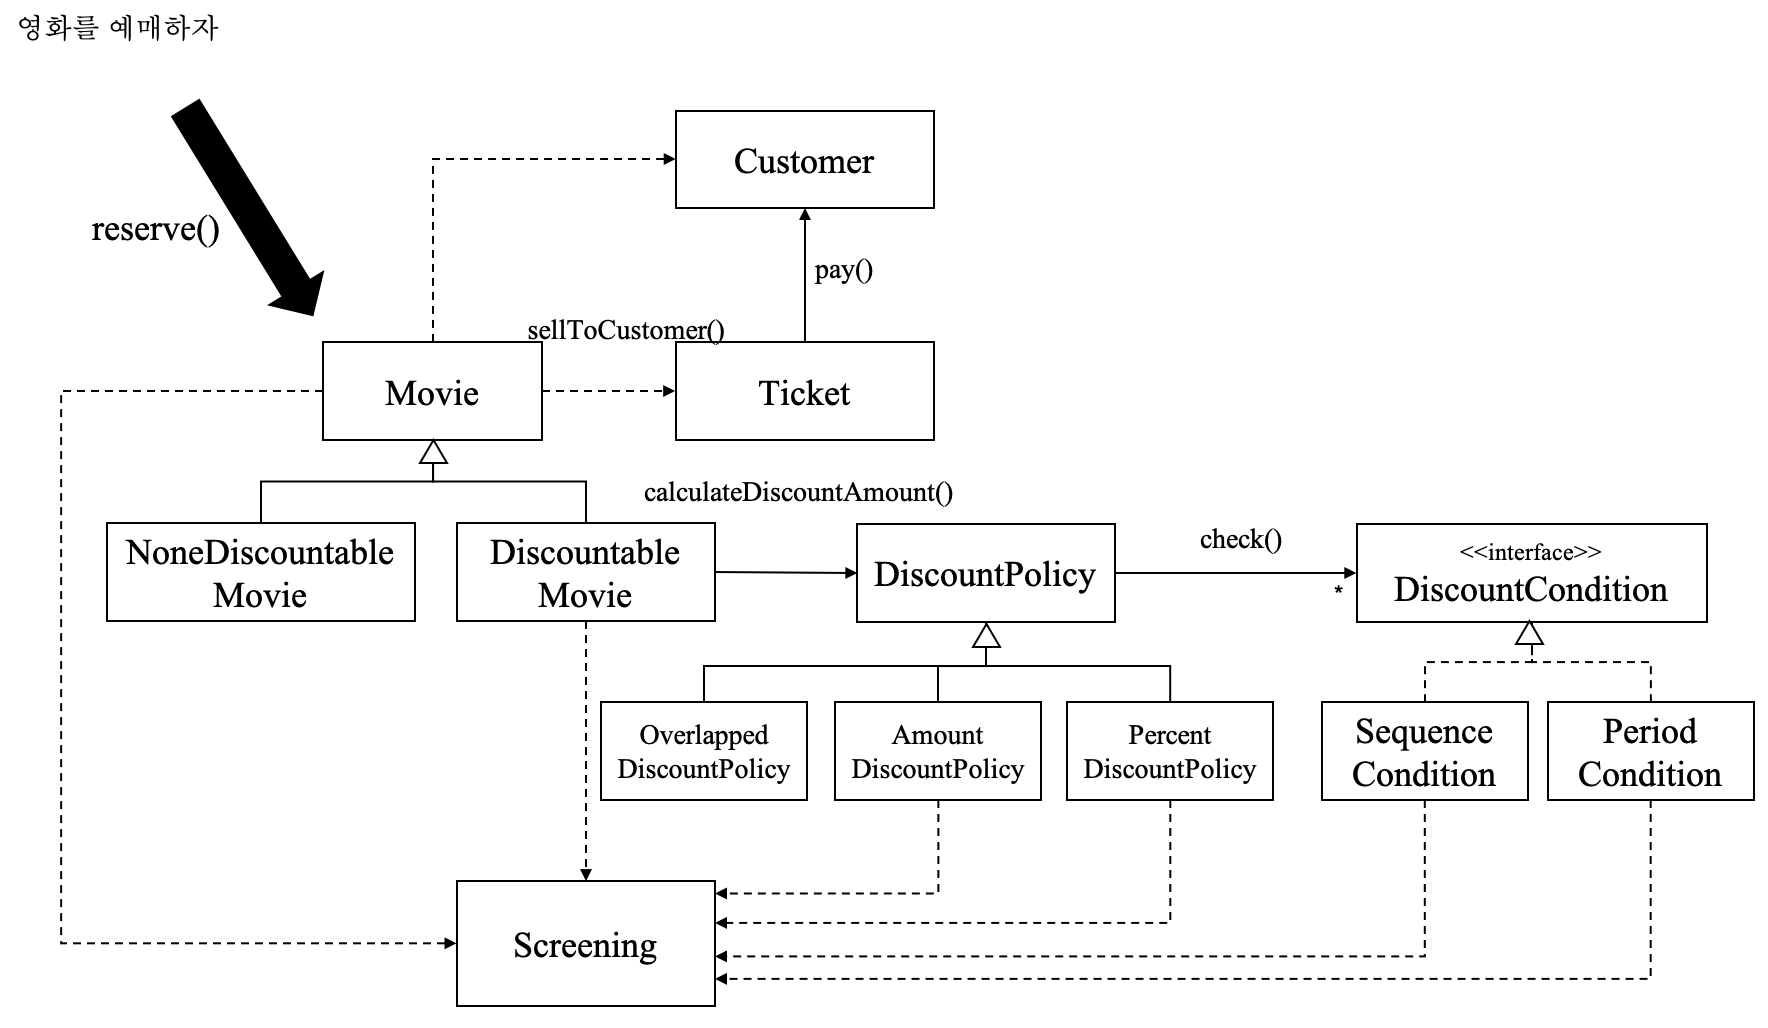 영화를 예매하자
reserve()
Customer
pay()
sellToCustomer()
Movie
Ticket
calculateDiscountAmount()
NoneDiscountable
Movie
Discountable
Movie
DiscountPolicy
check()
*
<<interface>>
DiscountCondition
Overlapped
DiscountPolicy
Amount
DiscountPolicy
Percent
DiscountPolicy
Sequence
Condition
Period
Condition
Screening